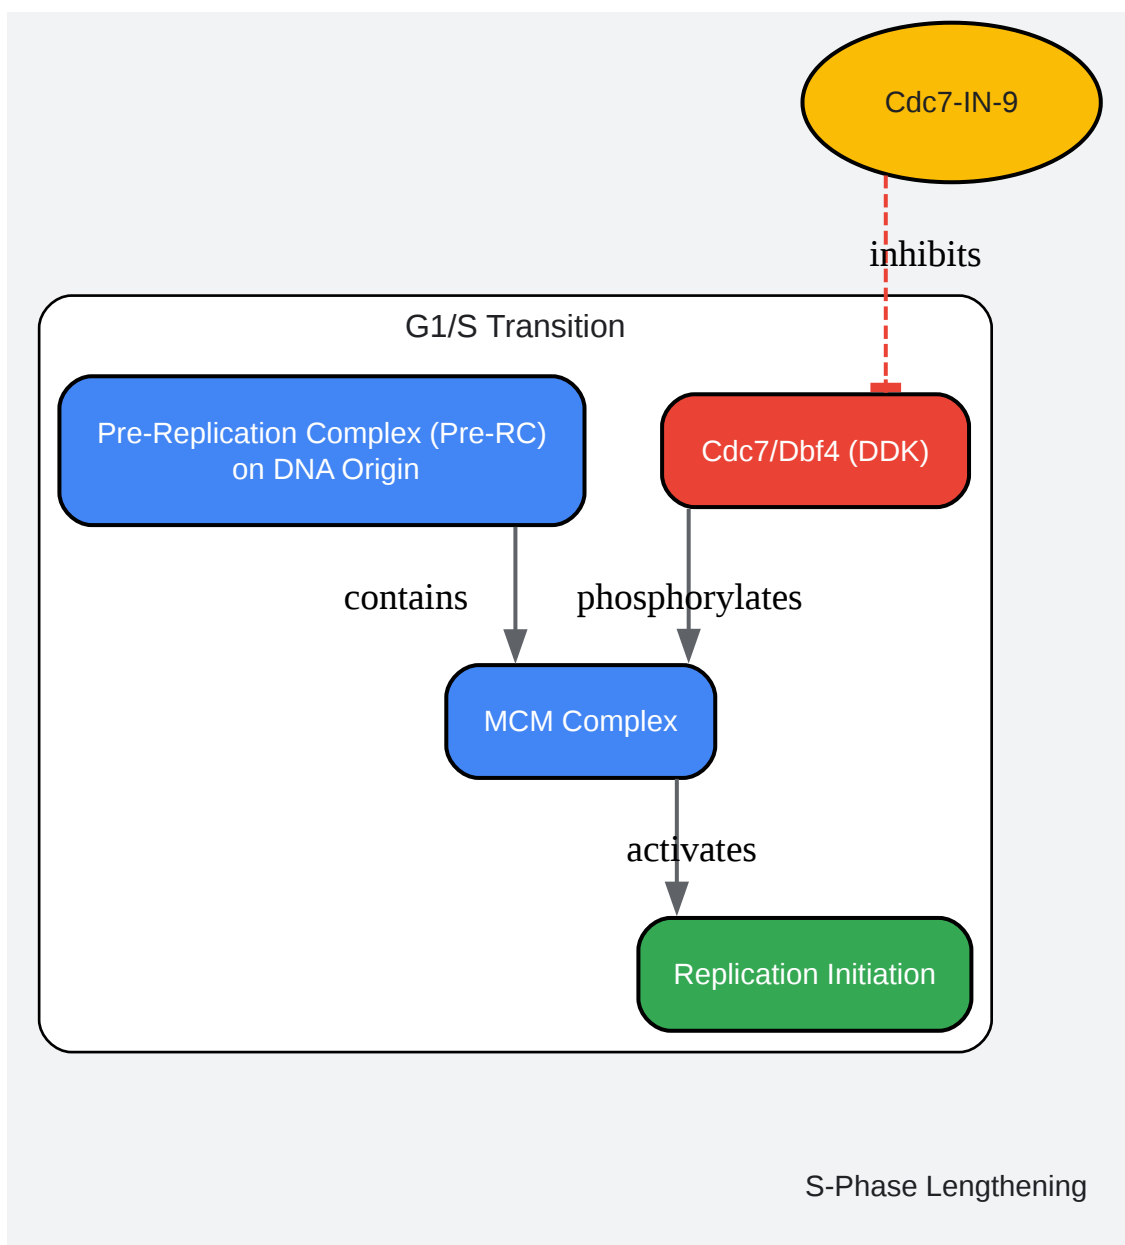 Cdc7-IN-9
inhibits
G1/S Transition
Pre-Replication Complex (Pre-RC)
on DNA Origin
Cdc7/Dbf4 (DDK)
contains
phosphorylates
MCM Complex
activates
Replication Initiation
S-Phase Lengthening